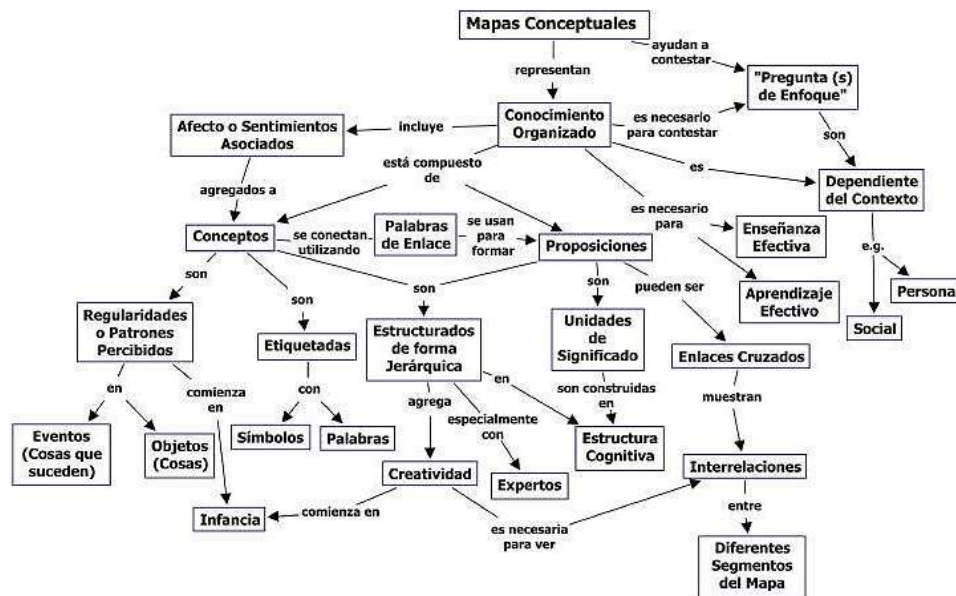 Mapas Conceptuales
ayudan a
contestar
representan
"Pregunta (s)
de Enfoque"
Conocimiento
Organizado
es necesario
para contestar
incluye
Afecto o Sentimientos
Asociados
son
está compuesto
de
es
Dependiente
del Contexto
agregados a
es necesario
para
Enseñanza
Efectiva
Conceptos
se conectan
utilizando
Palabras
de Enlace
se usan
para
formar
Proposiciones
e.g.
son
son
son
son
pueden ser
Aprendizaje
Efectivo
Persona
Social
Regularidades
o Patrones
Percibidos
Etiquetadas
Estructurados
de forma
Jerárquica
Unidades
de
Significado
Enlaces Cruzados
en
comienza
en
con
agrega
en
especialmente
con
son construidas
en
muestran
Eventos
(Cosas que
suceden)
Objetos
(Cosas)
Símbolos
Palabras
Estructura
Cognitiva
Creatividad
Expertos
Interrelaciones
Infancia
comienza en
es necesaria
para ver
entre
Diferentes
Segmentos
del Mapa